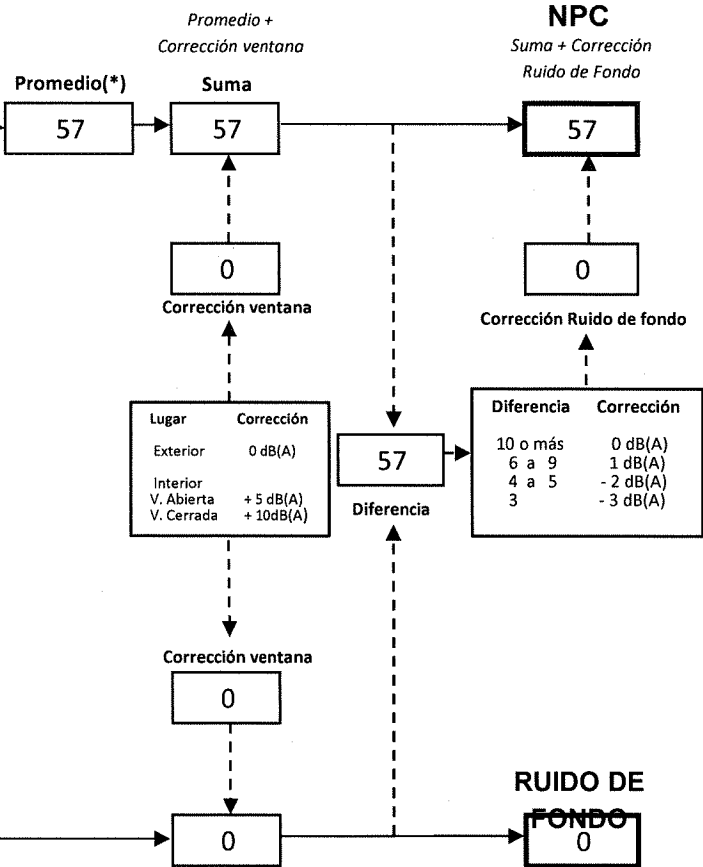 Promedio +
Corrección ventana
NPC
Suma + Corrección
Ruido de Fondo
Promedio(*)
Suma
57
57
57
0
Corrección ventana
0
Corrección Ruido de fondo
Lugar Corrección
Exterior 0 dB(A)
Interior
V. Abierta + 5 dB(A)
V. Cerrada + 10dB(A)
57
Diferencia
Diferencia Corrección
10 o más 0 dB(A)
6 a 9 1 dB(A)
4 a 5 - 2 dB(A)
3 - 3 dB(A)
Corrección ventana
0
0
RUIDO DE
FONDO
0